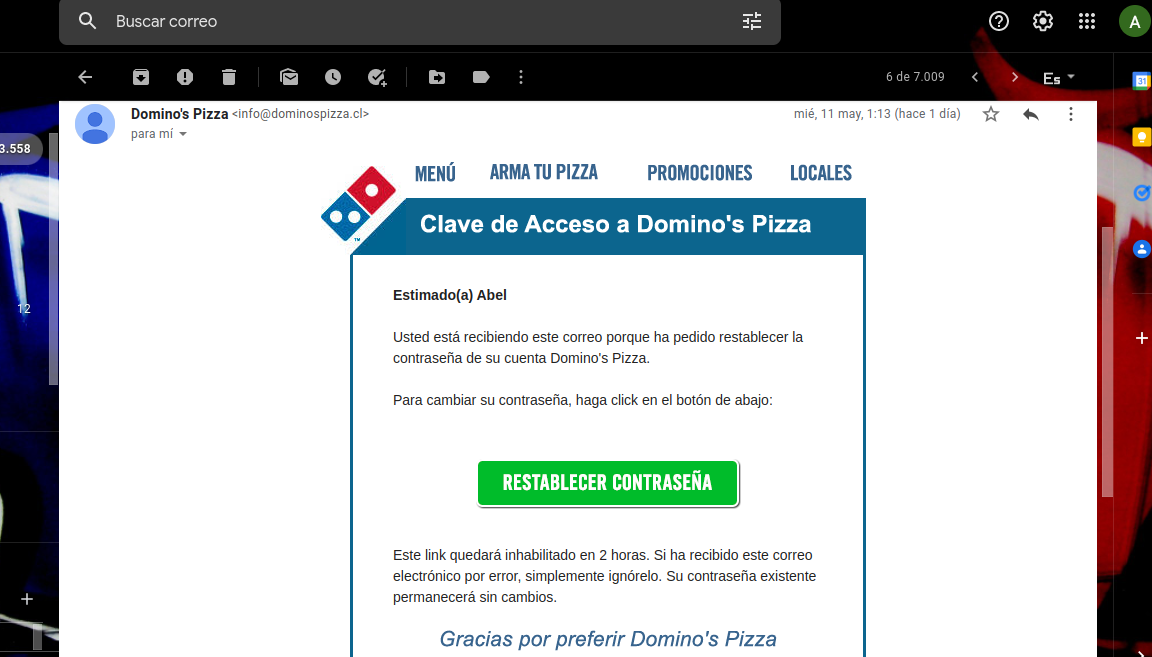 Buscar correo
A
6 de 7.009
Es
31
Domino's Pizza <info@dominospizza.cl>
mié, 11 may, 1:13 (hace 1 día)
para mí
3.558
MENÚ ARMA TU PIZZA PROMOCIONES LOCALES
Clave de Acceso a Domino's Pizza
TM
12
Estimado(a) Abel
Usted está recibiendo este correo porque ha pedido restablecer la
contraseña de su cuenta Domino's Pizza.
Para cambiar su contraseña, haga click en el botón de abajo:
RESTABLECER CONTRASEÑA
Este link quedará inhabilitado en 2 horas. Si ha recibido este correo
electrónico por error, simplemente ignórelo. Su contraseña existente
permanecerá sin cambios.
Gracias por preferir Domino's Pizza